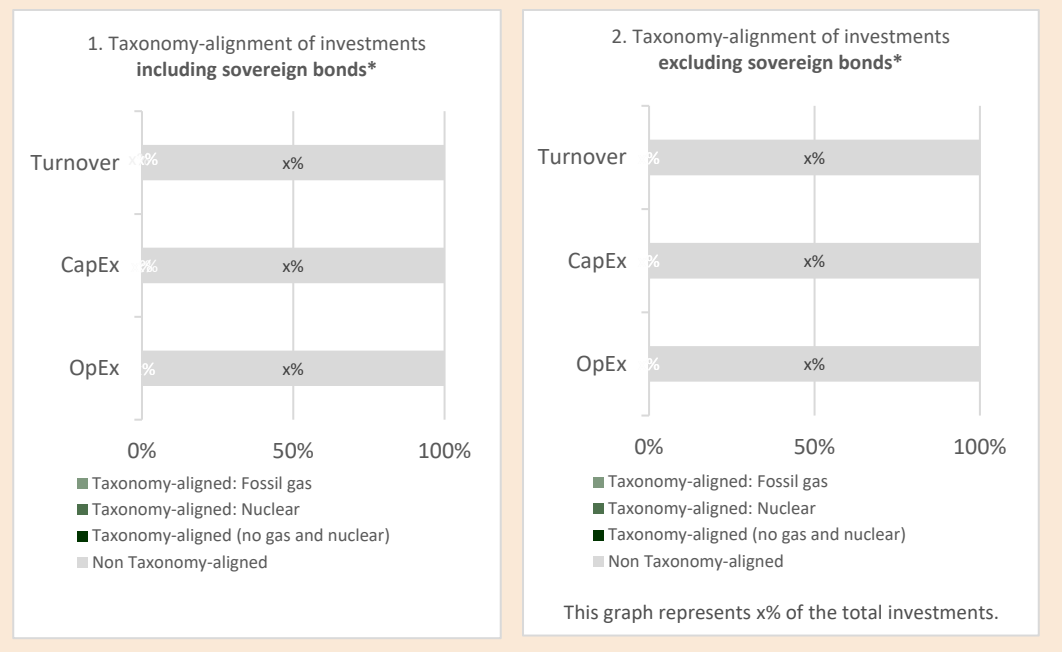 1. Taxonomy-alignment of investments
including sovereign bonds*
Turnover x%
CapEx x%
OpEx % x%
0% 50% 100%
Taxonomy-aligned: Fossil gas
Taxonomy-aligned: Nuclear
Taxonomy-aligned (no gas and nuclear)
Non Taxonomy-aligned
2. Taxonomy-alignment of investments
excluding sovereign bonds*
Turnover % x%
CapEx % x%
OpEx % x%
0% 50% 100%
Taxonomy-aligned: Fossil gas
Taxonomy-aligned: Nuclear
Taxonomy-aligned (no gas and nuclear)
Non Taxonomy-aligned
This graph represents x% of the total investments.